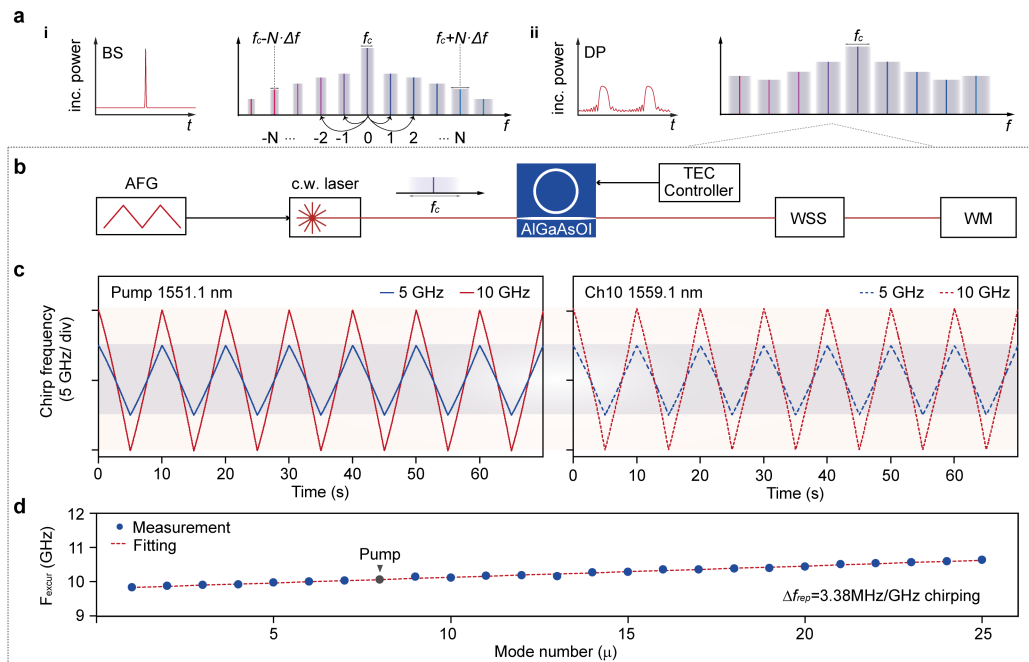 a
i
BS
inc. power
t
fc-N·Δf
fc
fc+N·Δf
f
-N ... -2 -1 0 1 2 ... N
ii
DP
inc. power
t
fc
f
b
AFG
c.w. laser
fc
AlGaAsOI
TEC
Controller
WSS
WM
c
Chirp frequency
(5 GHz/ div)
Pump 1551.1 nm
5 GHz
10 GHz
0 10 20 30 40 50 60
Time (s)
Ch10 1559.1 nm
5 GHz
10 GHz
0 10 20 30 40 50 60
Time (s)
d
Fexcur (GHz)
12
11
10
9
Measurement
Fitting
Pump
Δfrep=3.38MHz/GHz chirping
5 10 15 20 25
Mode number (μ)